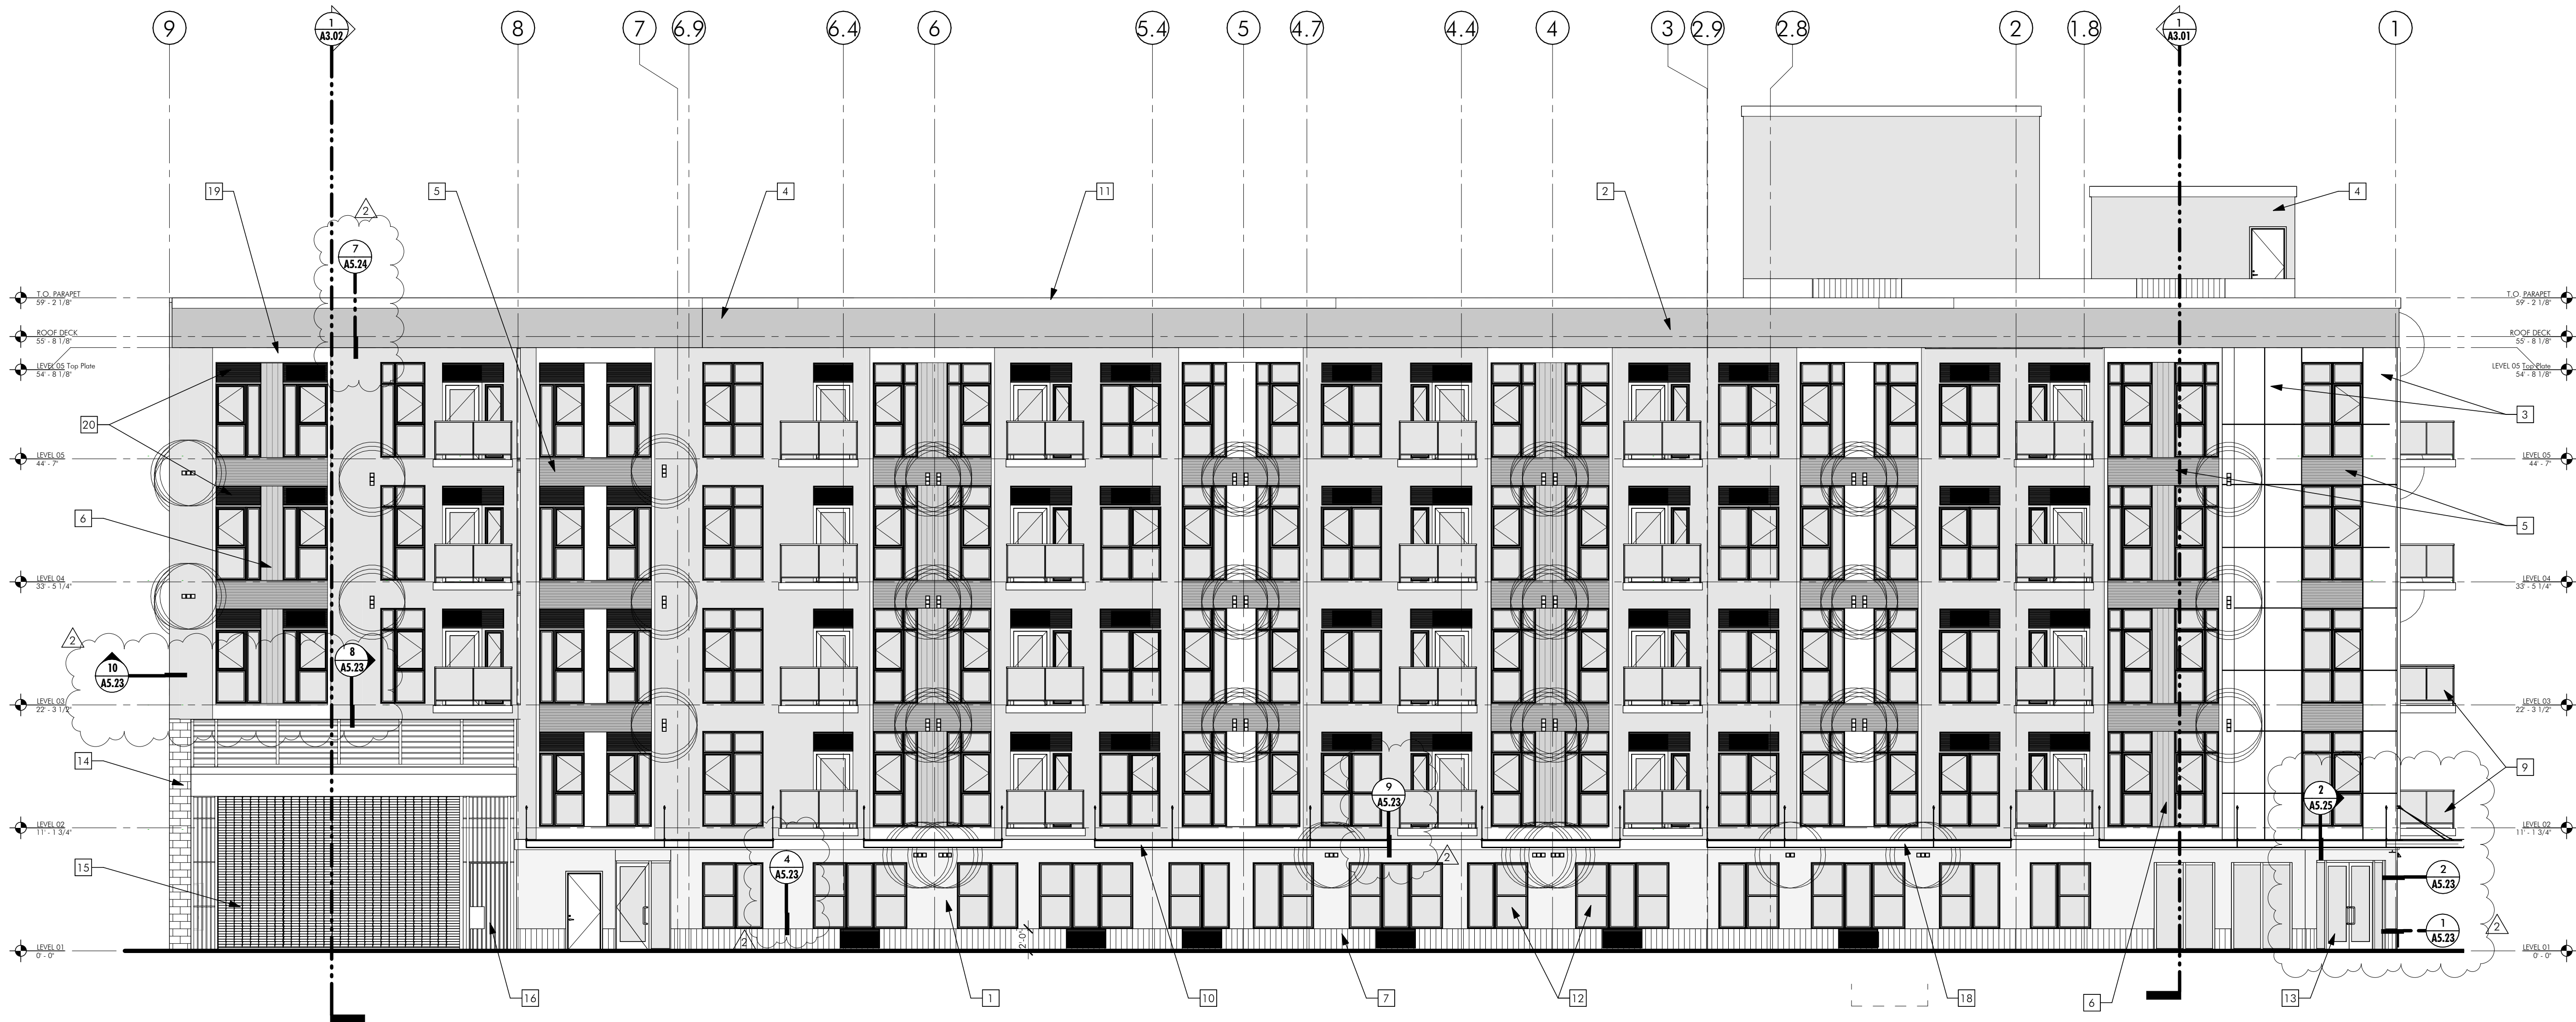 9
1
A3.02
8
7
6.9
6.4
6
5.4
5
4.7
4.4
4
3
2.9
2.8
2
1.8
1
A3.01
1
19
2
5
4
11
2
4
7
A5.24
T.O. PARAPET
59' - 2 1/8"
T.O. PARAPET
59' - 2 1/8"
ROOF DECK
55' - 8 1/8"
ROOF DECK
55' - 8 1/8"
LEVEL 05 Top Plate
54' - 8 1/8"
LEVEL 05 Top Plate
54' - 8 1/8"
3
20
LEVEL 05
44' - 7"
LEVEL 05
44' - 7"
6
5
LEVEL 04
33' - 5 1/4"
LEVEL 04
33' - 5 1/4"
2
10
A5.23
8
A5.23
LEVEL 03
22' - 3 1/2"
LEVEL 03
22' - 3 1/2"
14
9
9
A5.23
2
A5.25
LEVEL 02
11' - 1 3/4"
LEVEL 02
11' - 1 3/4"
15
4
A5.23
2
2
A5.23
2
2'-0"
1
A5.23
2
LEVEL 01
0' - 0"
LEVEL 01
0' - 0"
16
1
10
7
12
18
6
13